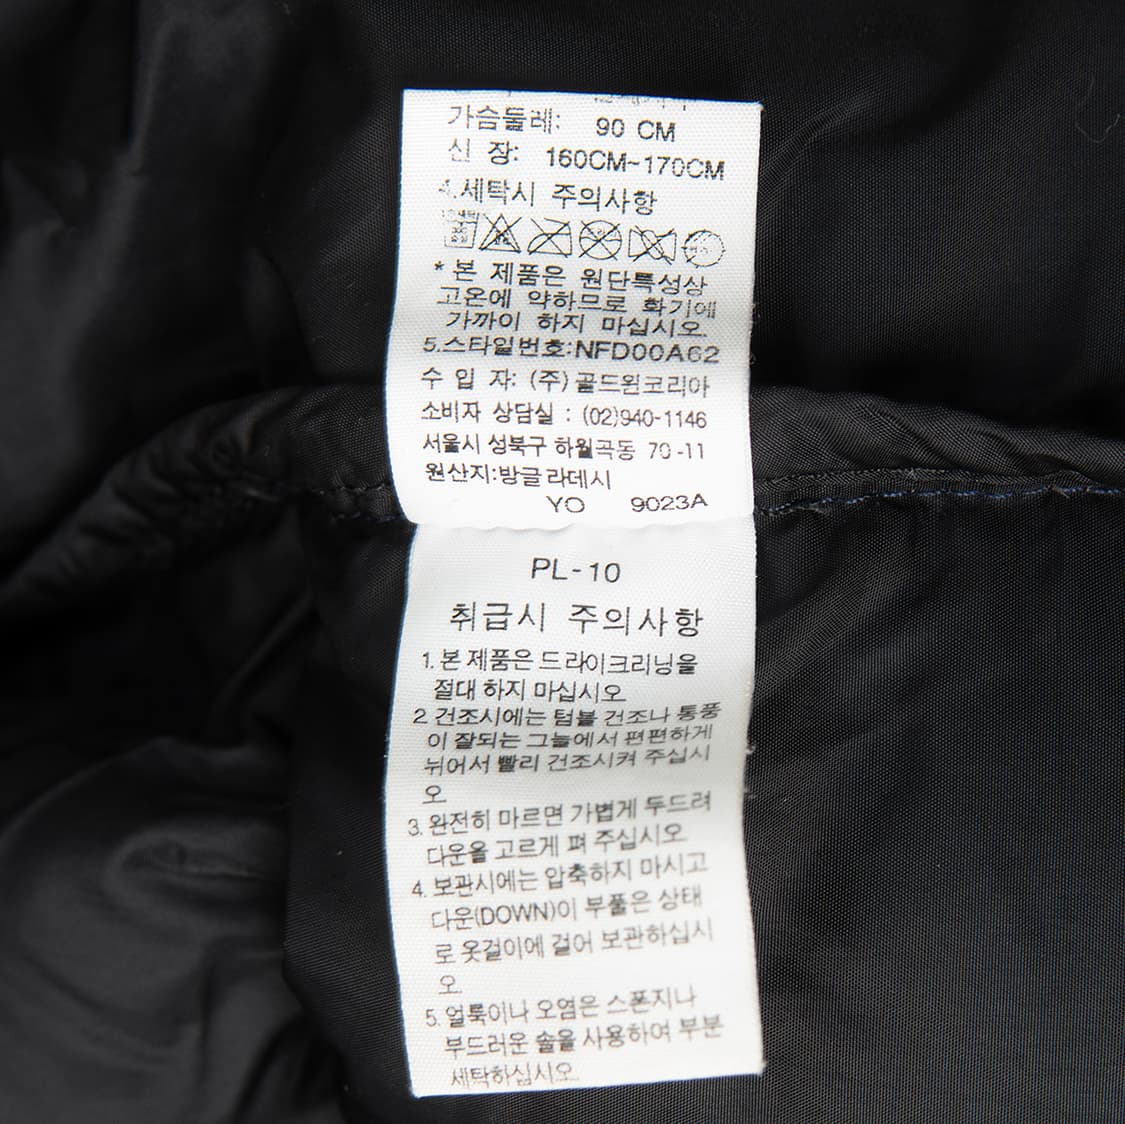 가슴둘레: 90 CM
신 장: 160CM~170CM
4.세탁시 주의사항
* 본 제품은 원단특성상
고온에 약하므로 화기에
가까이 하지 마십시오.
5.스타일번호:NFD00A62
수 입 자: (주) 골드윈코리아
소비자 상담실 : (02)940-1146
서울시 성북구 하월곡동 70-11
원산지:방글라데시
YO 9023A
PL-10
취급시 주의사항
1. 본 제품은 드라이크리닝을
절대 하지 마십시오
2 건조시에는 텀블 건조나 통풍
이 잘되는 그늘에서 편편하게
뉘어서 빨리 건조시켜 주십시
오.
3. 완전히 마르면 가볍게 두드려
다운을 고르게 펴 주십시오
4. 보관시에는 압축하지 마시고
다운(DOWN)이 부풀은 상태
로 옷걸이에 걸어 보관하십시
오.
5. 얼룩이나 오염은 스폰지나
부드러운 솔을 사용하여 부분
세탁하십시오.